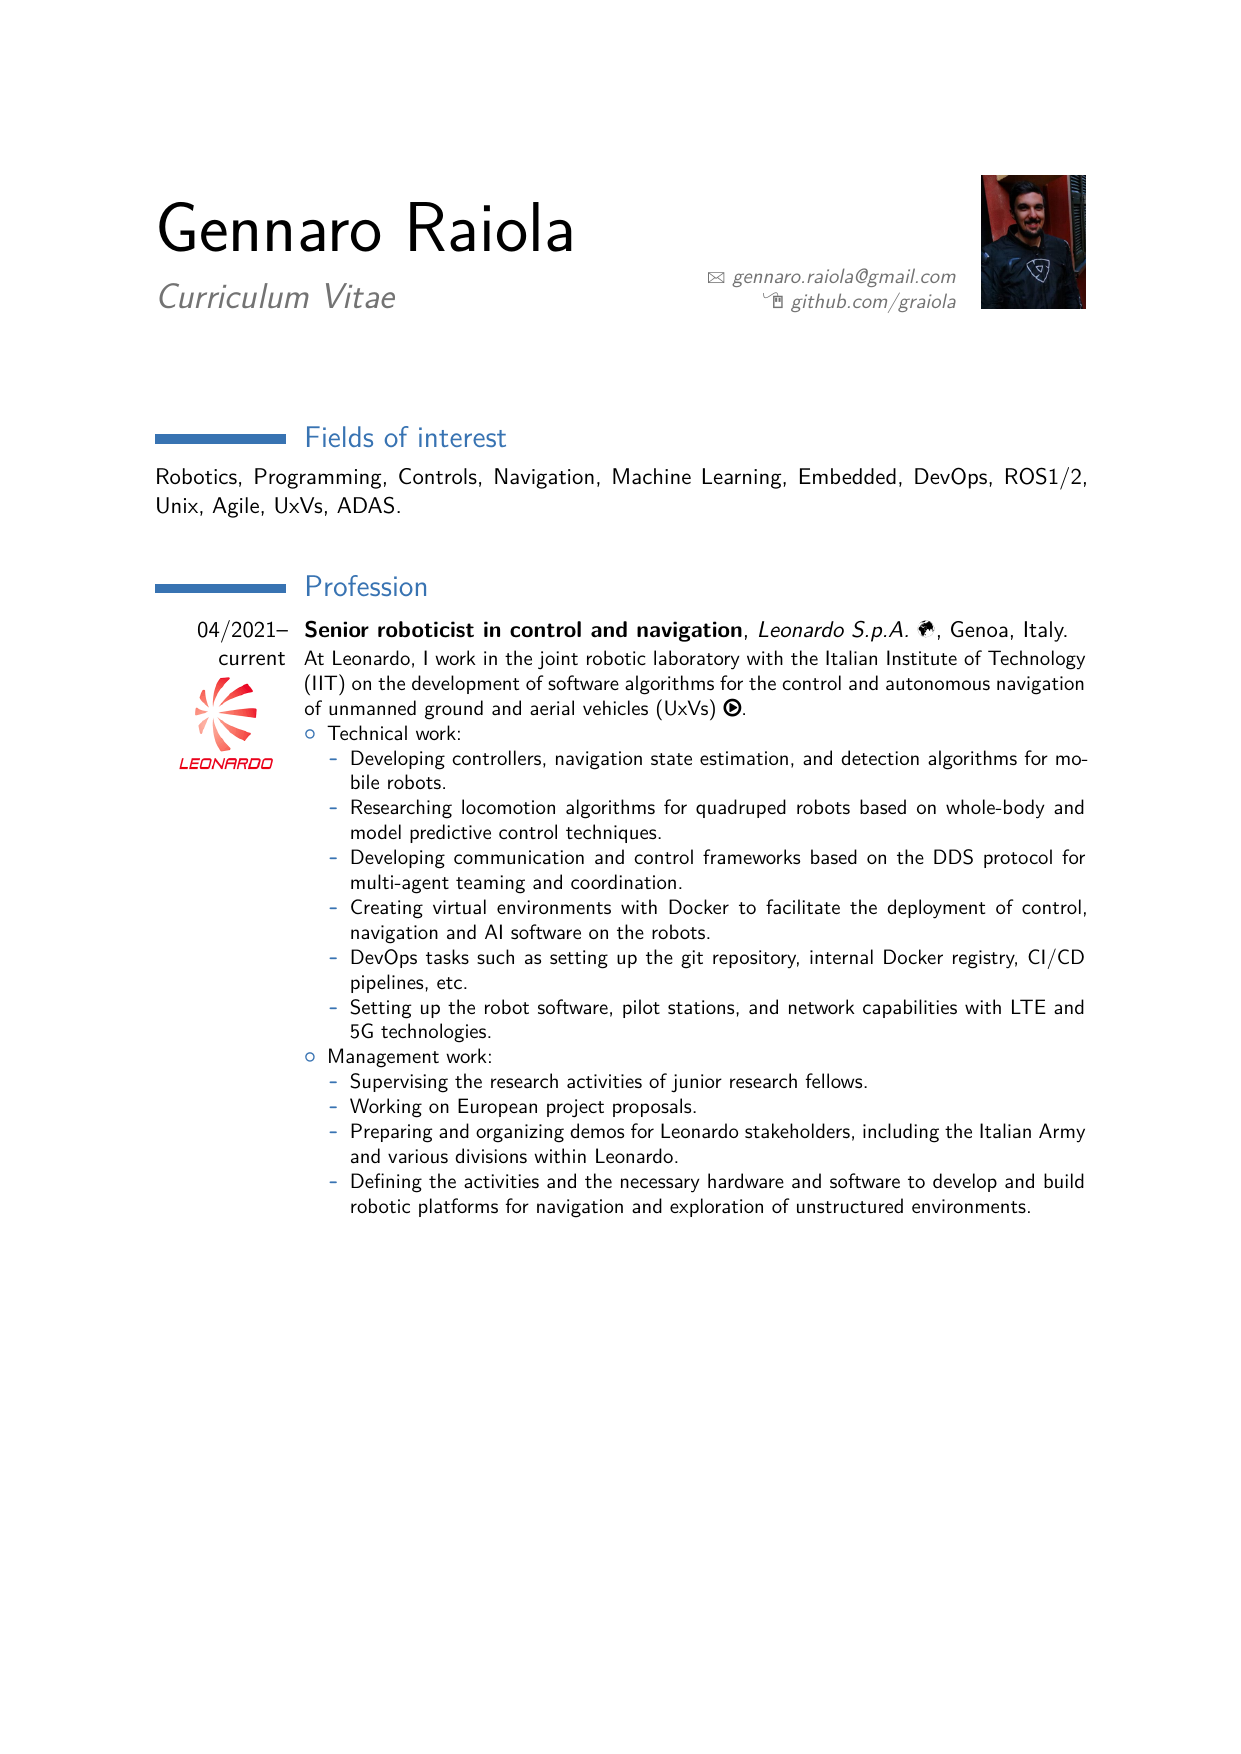 Gennaro Raiola
Curriculum Vitae
gennaro.raiola@gmail.com
github.com/graiola
Fields of interest
Robotics, Programming, Controls, Navigation, Machine Learning, Embedded, DevOps, ROS1/2,
Unix, Agile, UxVs, ADAS.
Profession
04/2021–
current
LEONARDO
Senior roboticist in control and navigation, Leonardo S.p.A. , Genoa, Italy.
At Leonardo, I work in the joint robotic laboratory with the Italian Institute of Technology
(IIT) on the development of software algorithms for the control and autonomous navigation
of unmanned ground and aerial vehicles (UxVs) .
○ Technical work:
- Developing controllers, navigation state estimation, and detection algorithms for mo-
bile robots.
- Researching locomotion algorithms for quadruped robots based on whole-body and
model predictive control techniques.
- Developing communication and control frameworks based on the DDS protocol for
multi-agent teaming and coordination.
- Creating virtual environments with Docker to facilitate the deployment of control,
navigation and AI software on the robots.
- DevOps tasks such as setting up the git repository, internal Docker registry, CI/CD
pipelines, etc.
- Setting up the robot software, pilot stations, and network capabilities with LTE and
5G technologies.
○ Management work:
- Supervising the research activities of junior research fellows.
- Working on European project proposals.
- Preparing and organizing demos for Leonardo stakeholders, including the Italian Army
and various divisions within Leonardo.
- Defining the activities and the necessary hardware and software to develop and build
robotic platforms for navigation and exploration of unstructured environments.